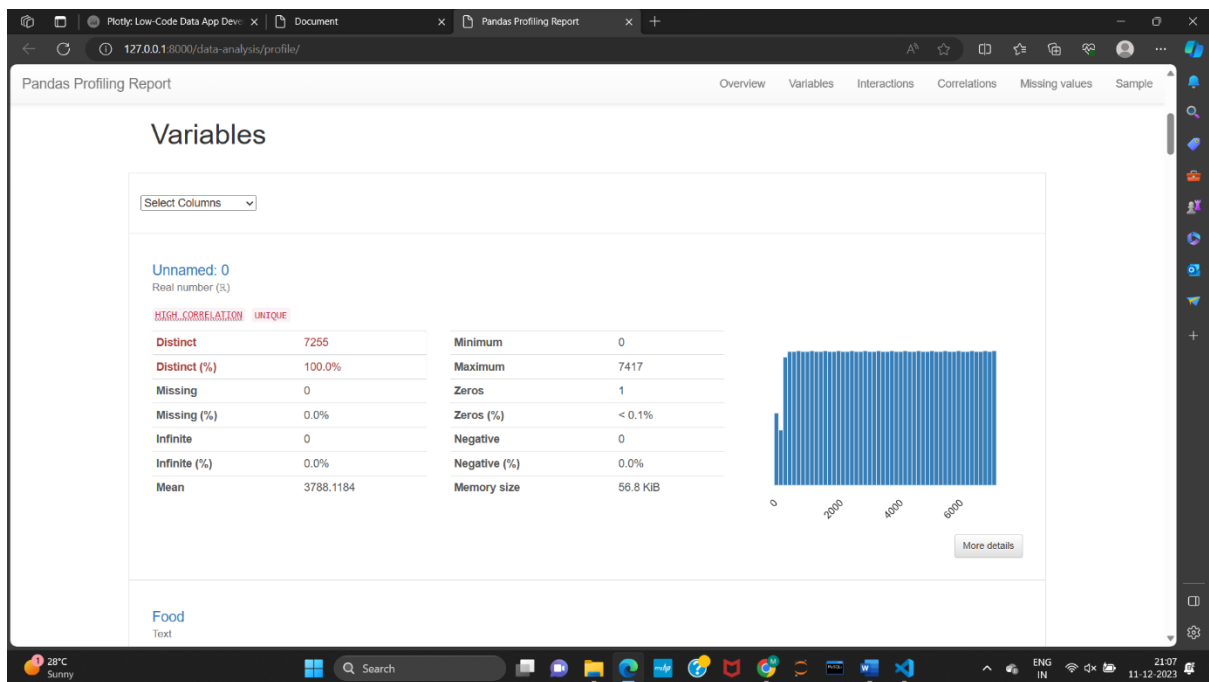 Plotly: Low-Code Data App Deve
Document
Pandas Profiling Report
127.0.0.1:8000/data-analysis/profile/
Pandas Profiling Report
Overview Variables Interactions Correlations Missing values Sample
Variables
Select Columns
Unnamed: 0
Real number (ℝ)
HIGH CORRELATION UNIQUE
Distinct 7255
Distinct (%) 100.0%
Missing 0
Missing (%) 0.0%
Infinite 0
Infinite (%) 0.0%
Mean 3788.1184
Minimum 0
Maximum 7417
Zeros 1
Zeros (%) < 0.1%
Negative 0
Negative (%) 0.0%
Memory size 56.8 KiB
0 2000 4000 6000
More details
Food
Text
1
28°C
Sunny
Search
ENG
IN
21:07
11-12-2023